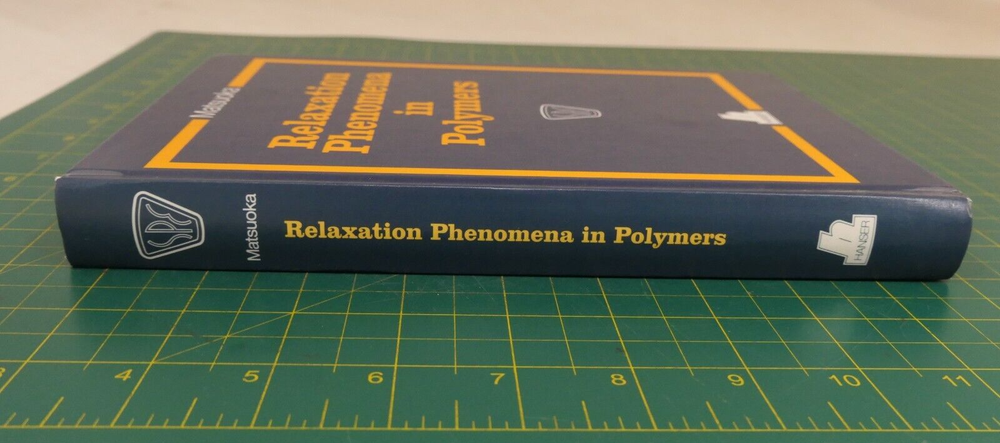 Matsuoka
Relaxation
Phenomena
in
Polymers
SPE
Matsuoka
Relaxation Phenomena in Polymers
h
HANSER
4
5
6
7
8
9
10
11